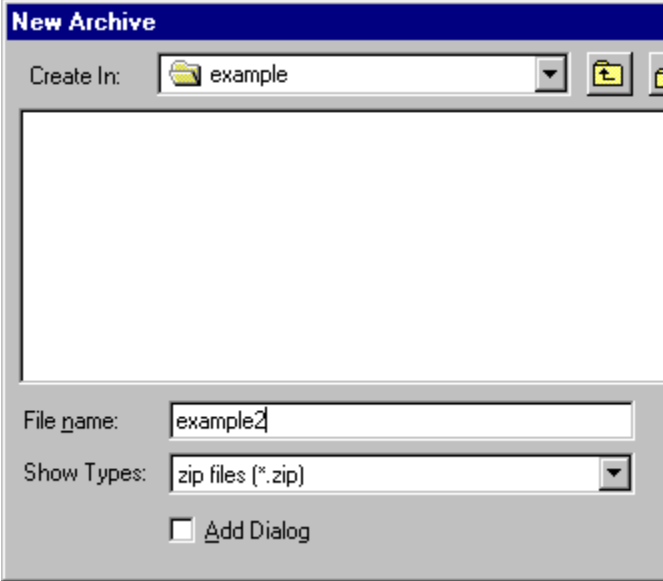 New Archive
Create In: example
File name: example2
Show Types: zip files (*.zip)
Add Dialog